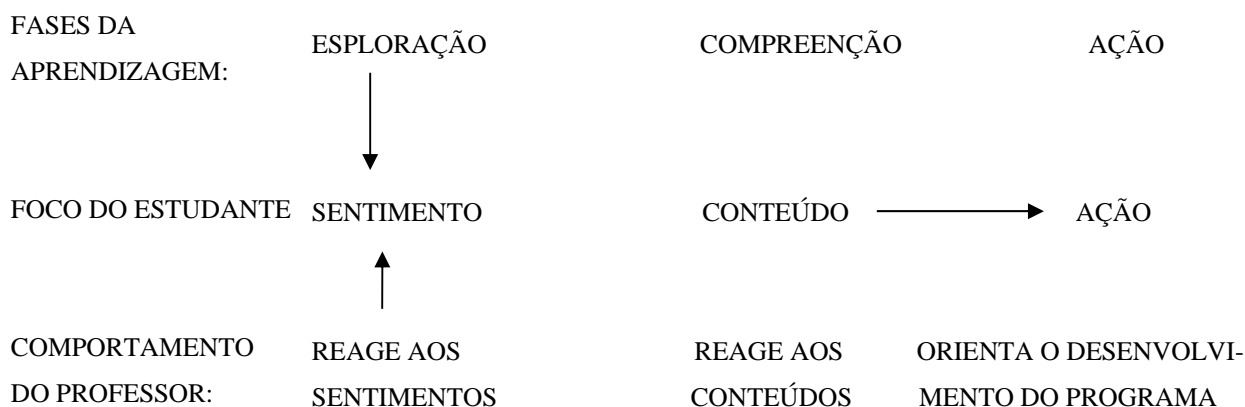 FASES DA
APRENDIZAGEM:
ESPLORAÇÃO
COMPREENÇÃO
AÇÃO
FOCO DO ESTUDANTE
SENTIMENTO
CONTEÚDO
AÇÃO
COMPORTAMENTO
DO PROFESSOR:
REAGE AOS
SENTIMENTOS
REAGE AOS
CONTEÚDOS
ORIENTA O DESENVOLVI-
MENTO DO PROGRAMA